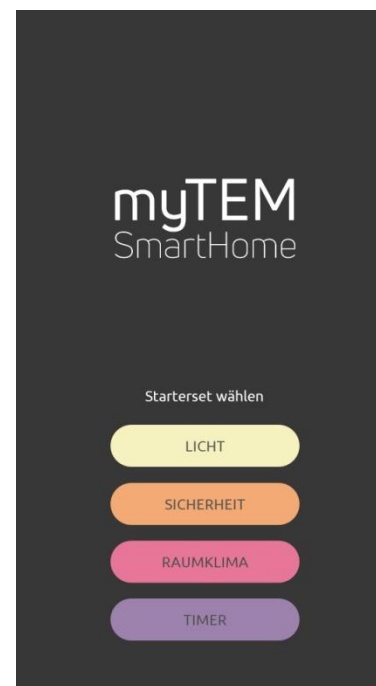 myTEM
SmartHome
Starterset wählen
LICHT
SICHERHEIT
RAUMKLIMA
TIMER